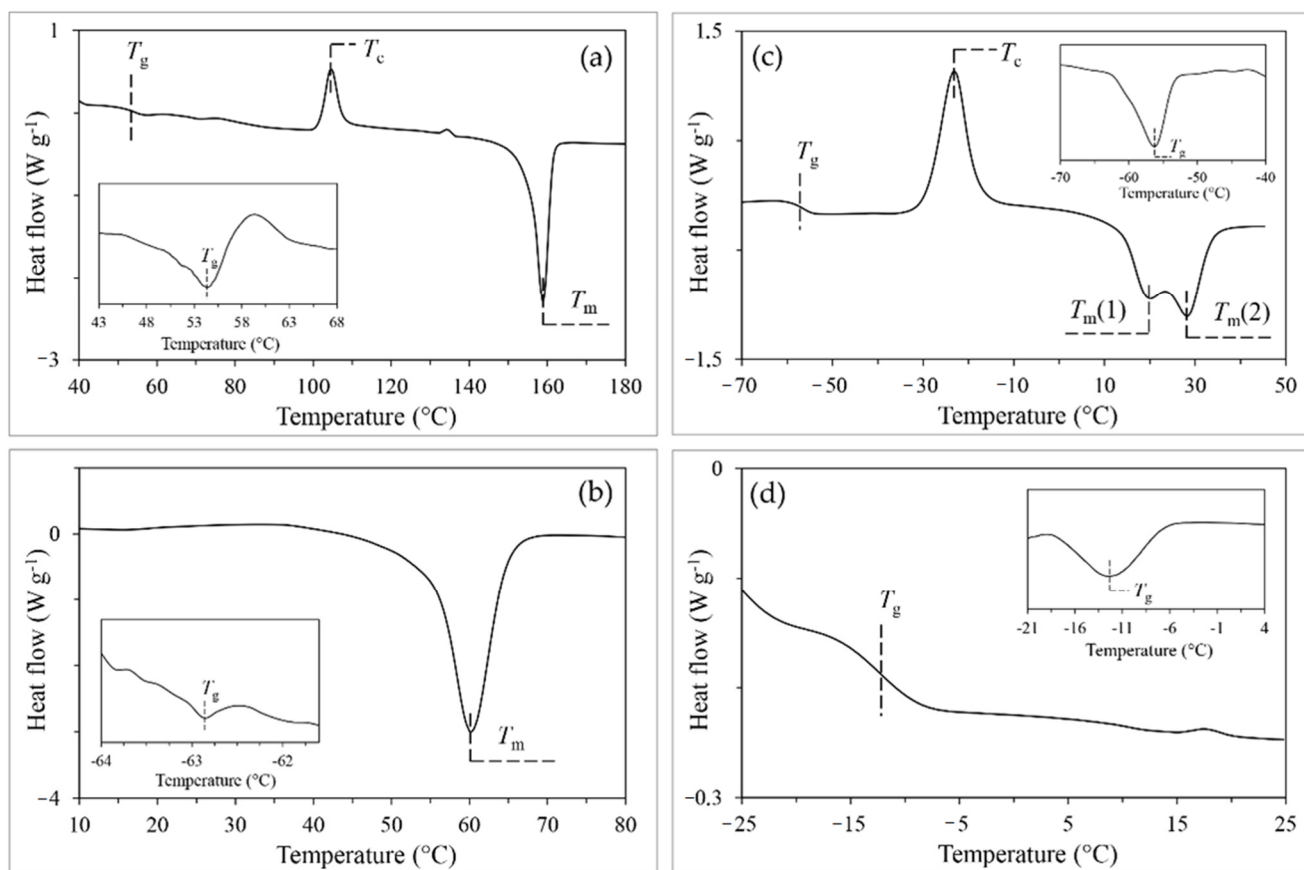 (a)
1
Heat flow (W g⁻¹)
−3
Tg
Tc
Tm
Tg
43 48 53 58 63 68
Temperature (°C)
40 60 80 100 120 140 160 180
Temperature (°C)
(c)
1.5
Heat flow (W g⁻¹)
−1.5
Tg
Tc
Tm(1)
Tm(2)
Tg
-70 -60 -50 -40
Temperature (°C)
−70 −50 −30 −10 10 30
Temperature (°C)
(b)
0
Heat flow (W g⁻¹)
−4
Tm
Tg
-64 -63 -62
Temperature (°C)
10 20 30 40 50 60 70 80
Temperature (°C)
(d)
0
Heat flow (W g⁻¹)
−0.3
Tg
Tg
-21 -16 -11 -6 -1 4
Temperature (°C)
−25 −15 −5 5 15 25
Temperature (°C)